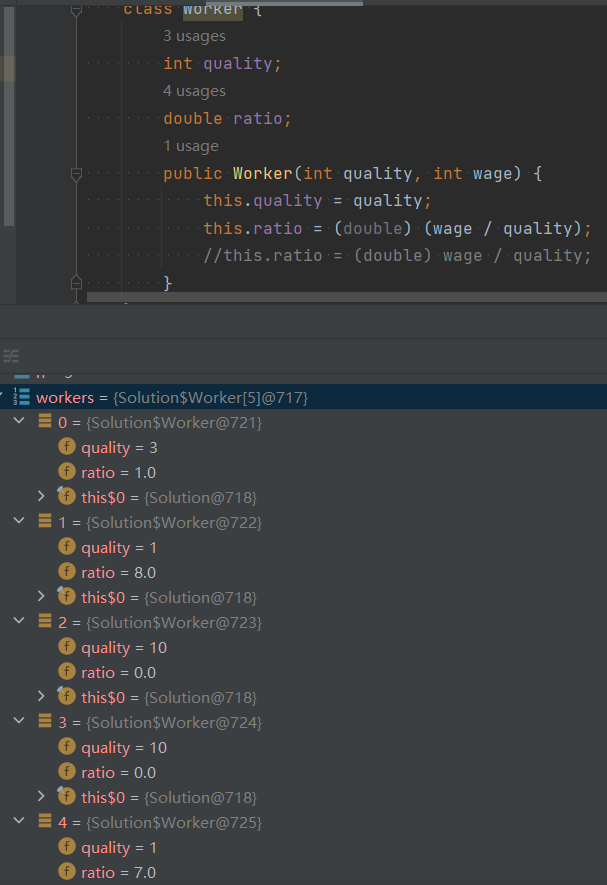 class Worker {
3 usages
int quality;
4 usages
double ratio;
1 usage
public Worker(int quality, int wage) {
this.quality = quality;
this.ratio = (double) (wage / quality);
//this.ratio = (double) wage / quality;
}
workers = {Solution$Worker[5]@717}
0 = {Solution$Worker@721}
f quality = 3
f ratio = 1.0
f this$0 = {Solution@718}
1 = {Solution$Worker@722}
f quality = 1
f ratio = 8.0
f this$0 = {Solution@718}
2 = {Solution$Worker@723}
f quality = 10
f ratio = 0.0
f this$0 = {Solution@718}
3 = {Solution$Worker@724}
f quality = 10
f ratio = 0.0
f this$0 = {Solution@718}
4 = {Solution$Worker@725}
f quality = 1
f ratio = 7.0